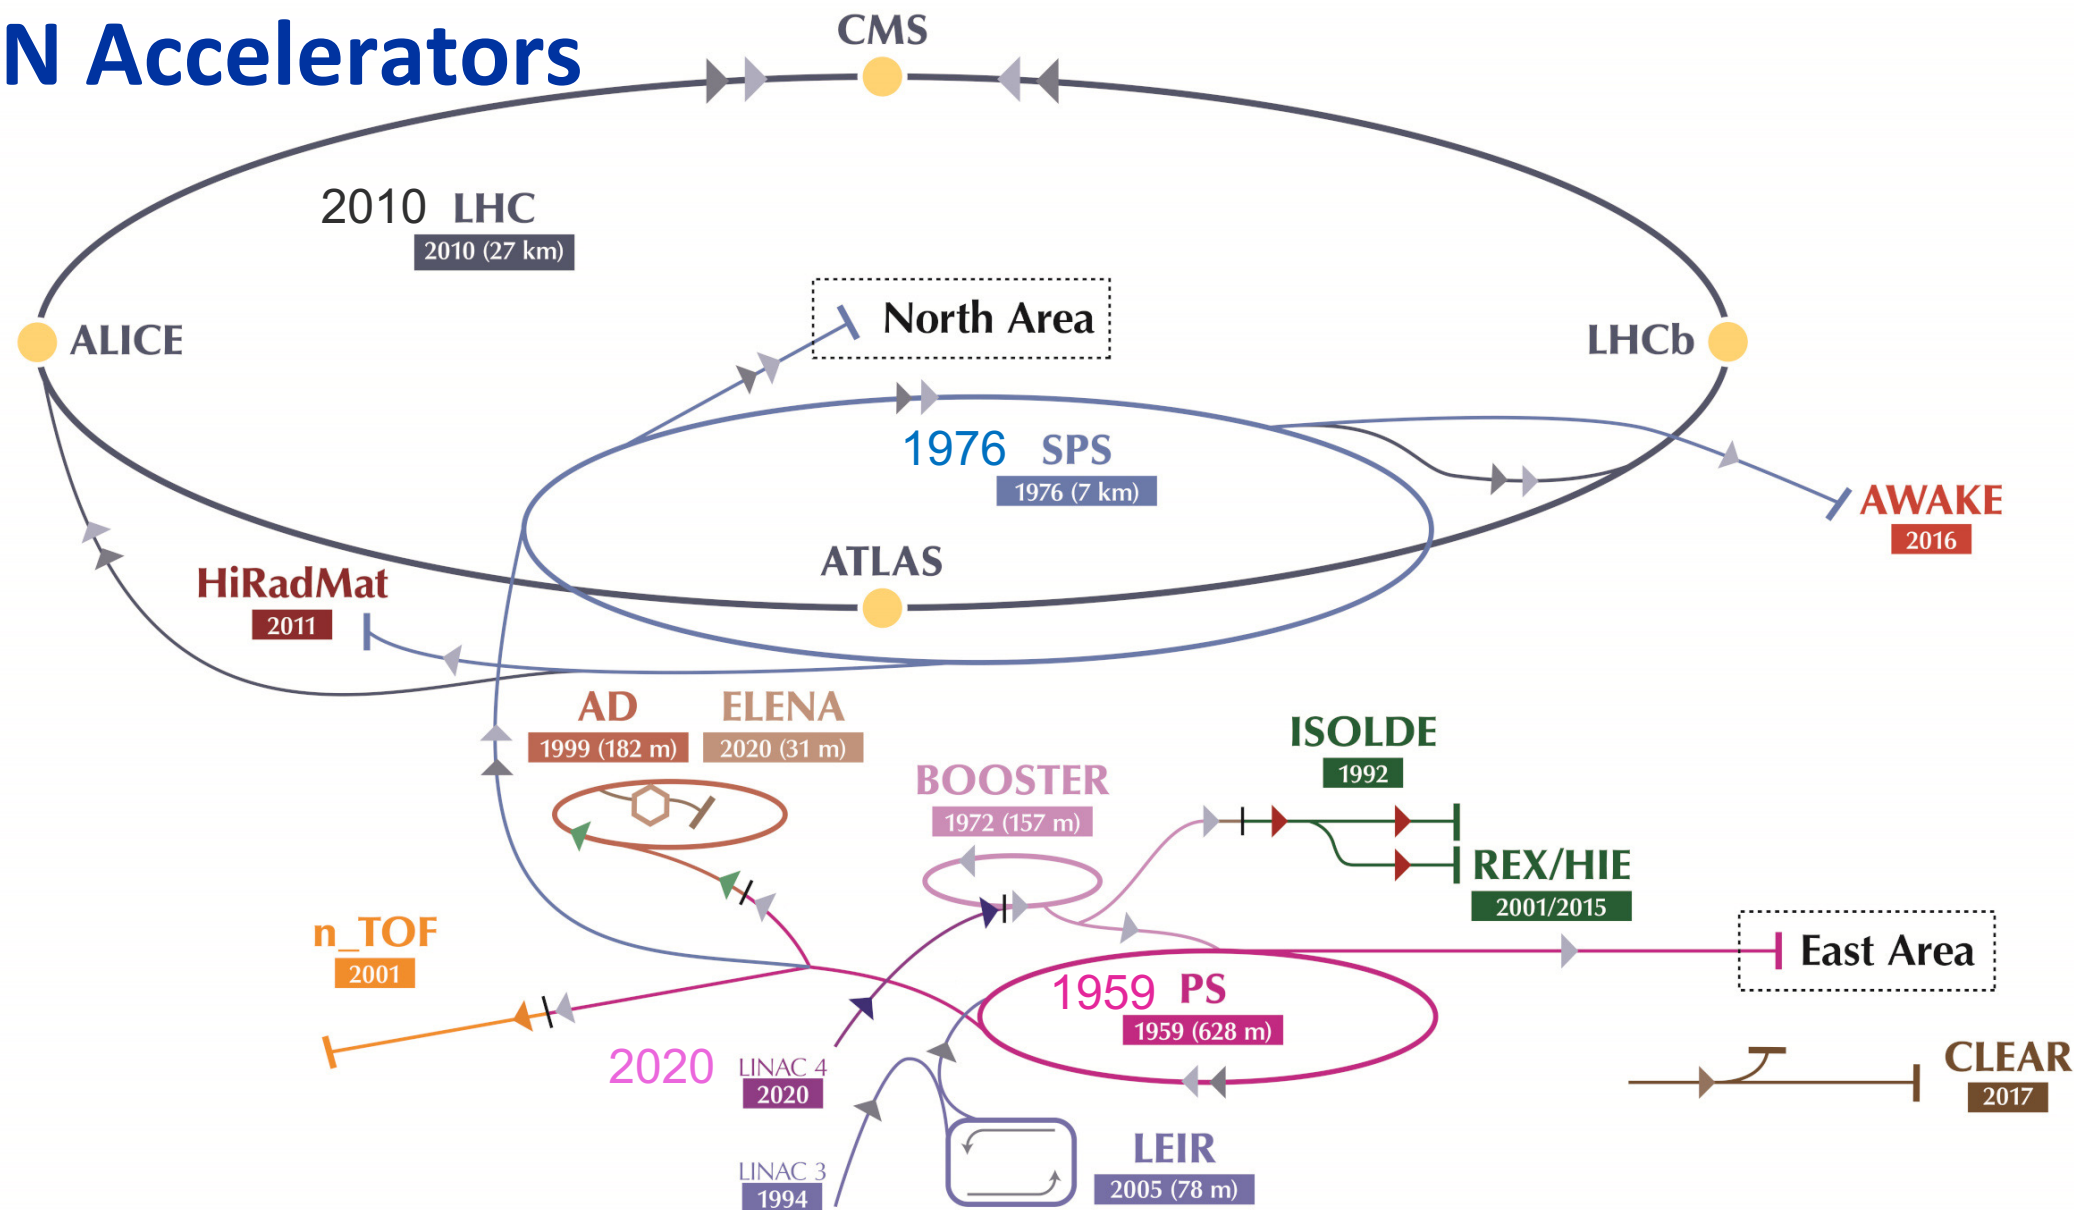 N Accelerators
CMS
2010 LHC
2010 (27 km)
North Area
ALICE
LHCb
1976 SPS
1976 (7 km)
AWAKE
2016
ATLAS
HiRadMat
2011
AD
1999 (182 m)
ELENA
2020 (31 m)
ISOLDE
1992
BOOSTER
1972 (157 m)
REX/HIE
2001/2015
n_TOF
2001
East Area
1959 PS
1959 (628 m)
2020 LINAC 4
2020
CLEAR
2017
LINAC 3
1994
LEIR
2005 (78 m)